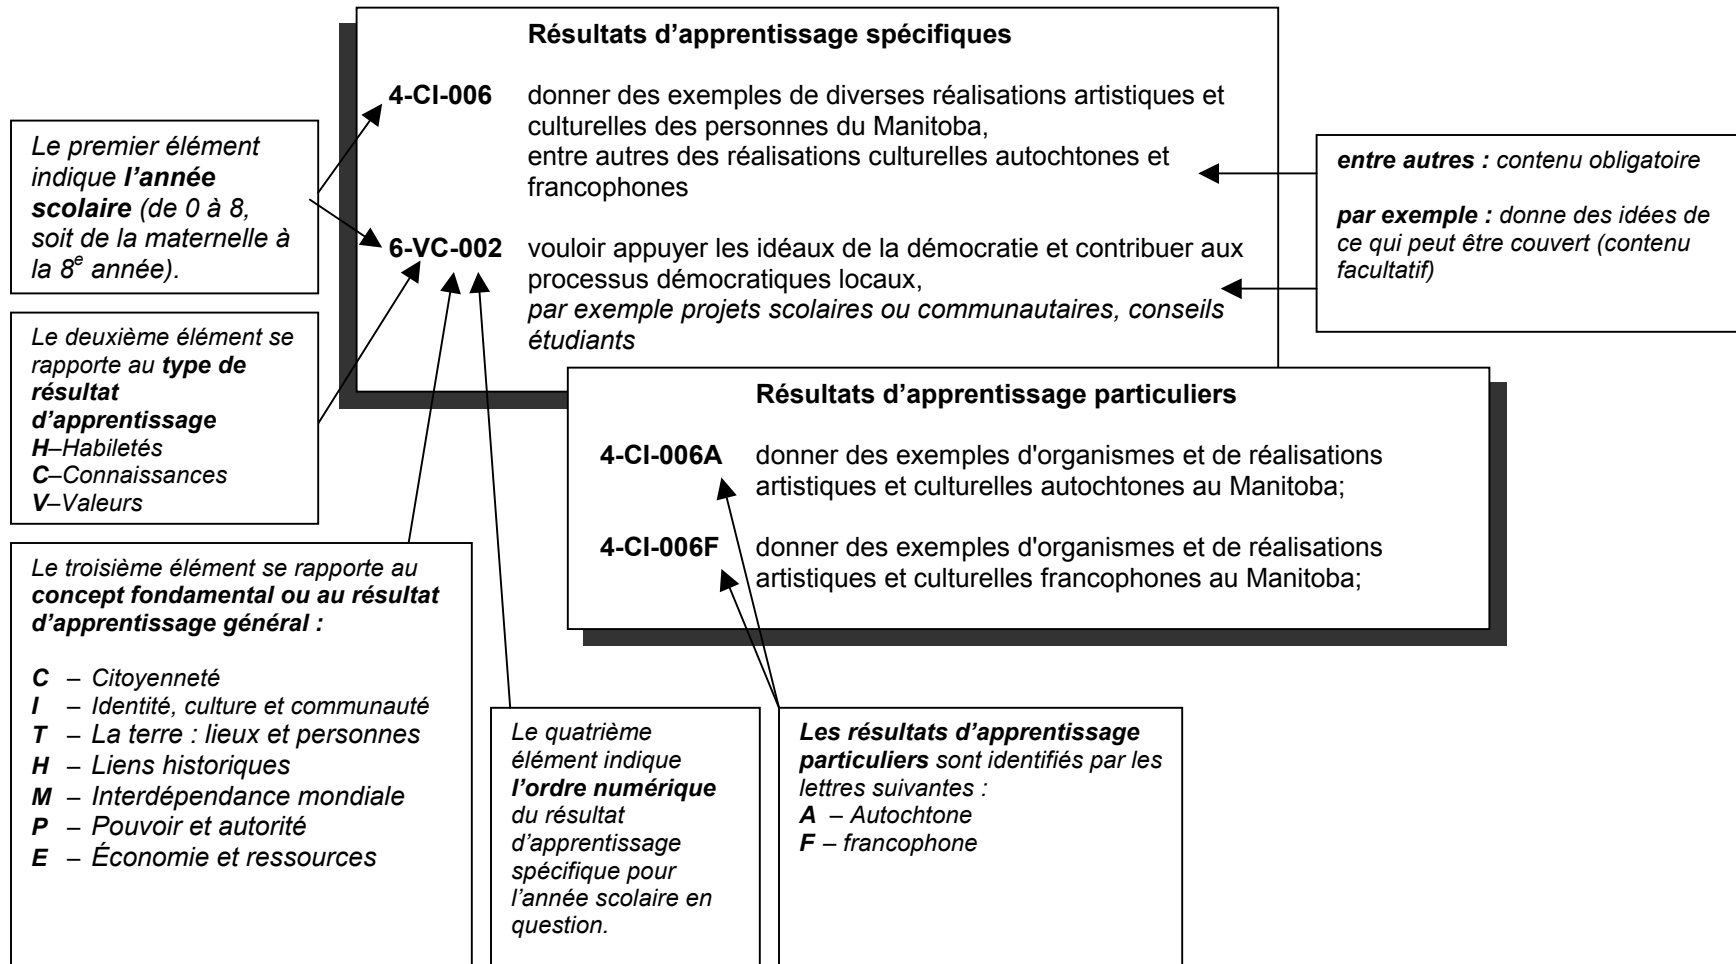 Résultats d’apprentissage spécifiques
4-CI-006 donner des exemples de diverses réalisations artistiques et
culturelles des personnes du Manitoba,
entre autres des réalisations culturelles autochtones et
francophones
6-VC-002 vouloir appuyer les idéaux de la démocratie et contribuer aux
processus démocratiques locaux,
par exemple projets scolaires ou communautaires, conseils
étudiants
Le premier élément
indique l’année
scolaire (de 0 à 8,
soit de la maternelle à
la 8e année).
entre autres : contenu obligatoire
par exemple : donne des idées de
ce qui peut être couvert (contenu
facultatif)
Le deuxième élément se
rapporte au type de
résultat
d’apprentissage
H–Habiletés
C–Connaissances
V–Valeurs
Résultats d’apprentissage particuliers
4-CI-006A donner des exemples d'organismes et de réalisations
artistiques et culturelles autochtones au Manitoba;
4-CI-006F donner des exemples d'organismes et de réalisations
artistiques et culturelles francophones au Manitoba;
Le troisième élément se rapporte au
concept fondamental ou au résultat
d’apprentissage général :
C – Citoyenneté
I – Identité, culture et communauté
T – La terre : lieux et personnes
H – Liens historiques
M – Interdépendance mondiale
P – Pouvoir et autorité
E – Économie et ressources
Le quatrième
élément indique
l’ordre numérique
du résultat
d’apprentissage
spécifique pour
l’année scolaire en
question.
Les résultats d’apprentissage
particuliers sont identifiés par les
lettres suivantes :
A – Autochtone
F – francophone